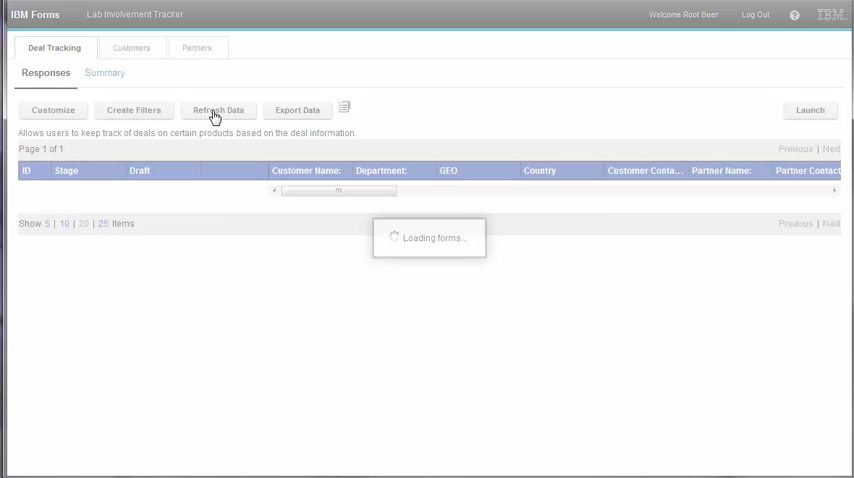 IBM Forms Lab Involvement Tracker Welcome Root Beer Log Out ? IBM
Deal Tracking Customers Partners
Responses Summary
Customize Create Filters Refresh Data Export Data Launch
Allows users to keep track of deals on certain products based on the deal information.
Page 1 of 1 Previous | Next
ID Stage Draft Customer Name: Department: GEO Country Customer Conta... Partner Name: Partner Contact
Show 5 | 10 | 20 | 25 Items Previous | Next
Loading forms...